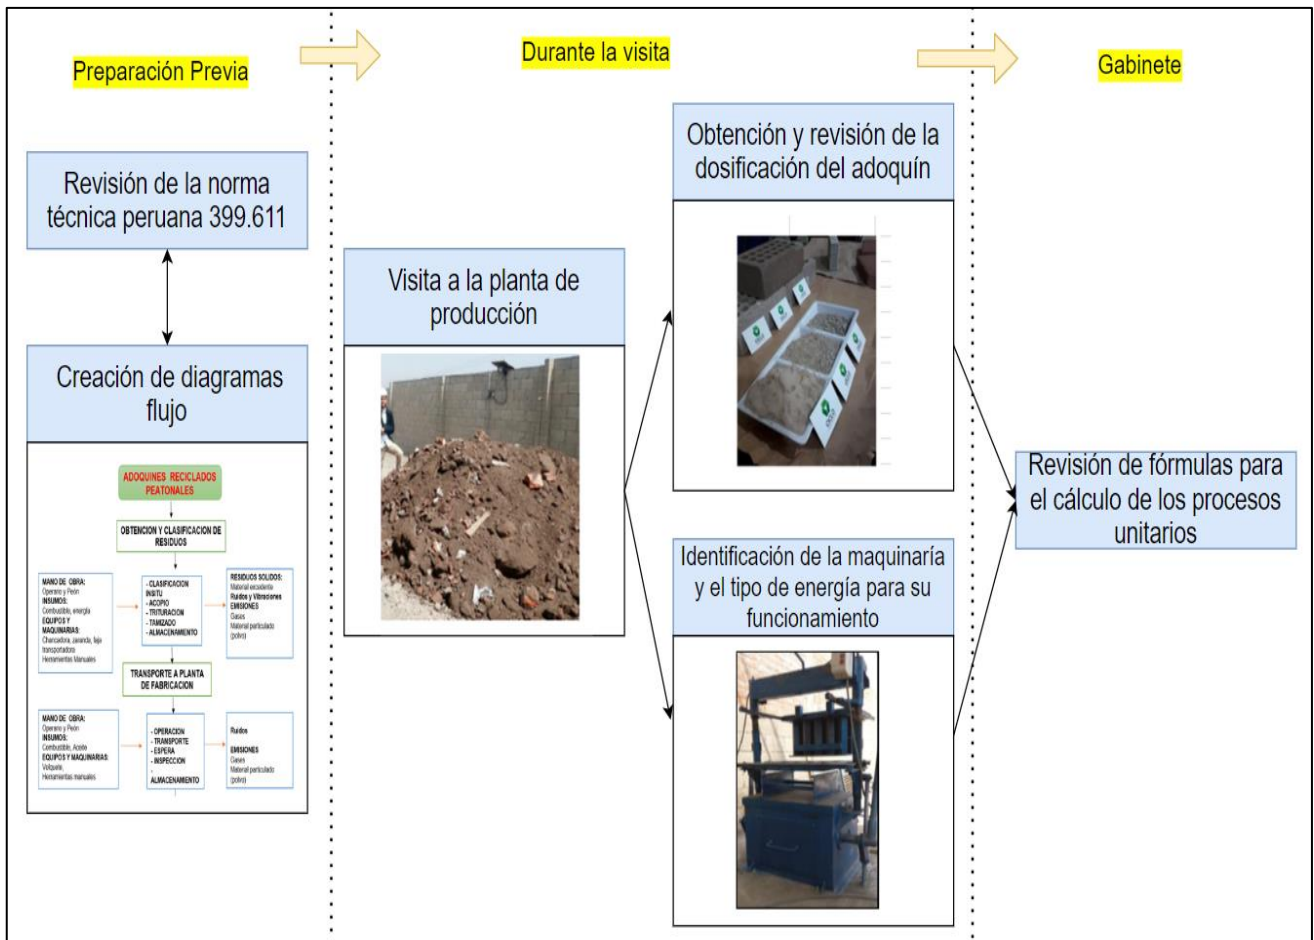 Preparación Previa
Durante la visita
Gabinete
Revisión de la norma
técnica peruana 399.611
Creación de diagramas
flujo
ADOQUINES RECICLADOS
PEATONALES
OBTENCION Y CLASIFICACION DE
RESIDUOS
MANO DE OBRA:
Operario y Peón
INSUMOS:
Combustible, energía
EQUIPOS Y
MAQUINARIAS:
Chancadora, zaranda, faja
transportadora
Herramientas Manuales
- CLASIFICACION
INSITU
- ACOPIO
- TRITURACION
- TAMIZADO
- ALMACENAMIENTO
RESIDUOS SOLIDOS:
Material excedente
Ruidos y Vibraciones
EMISIONES
Gases
Material particulado
(polvo)
TRANSPORTE A PLANTA
DE FABRICACION
MANO DE OBRA:
Operario y Peón
INSUMOS:
Combustible, Aceite
EQUIPOS Y MAQUINARIAS:
Volquete,
Herramientas manuales
- OPERACION
- TRANSPORTE
- ESPERA
- INSPECCION
-
ALMACENAMIENTO
Ruidos
EMISIONES
Gases
Material particulado
(polvo)
Visita a la planta de
producción
Obtención y revisión de la
dosificación del adoquín
Identificación de la maquinaría
y el tipo de energía para su
funcionamiento
Revisión de fórmulas para
el cálculo de los procesos
unitarios